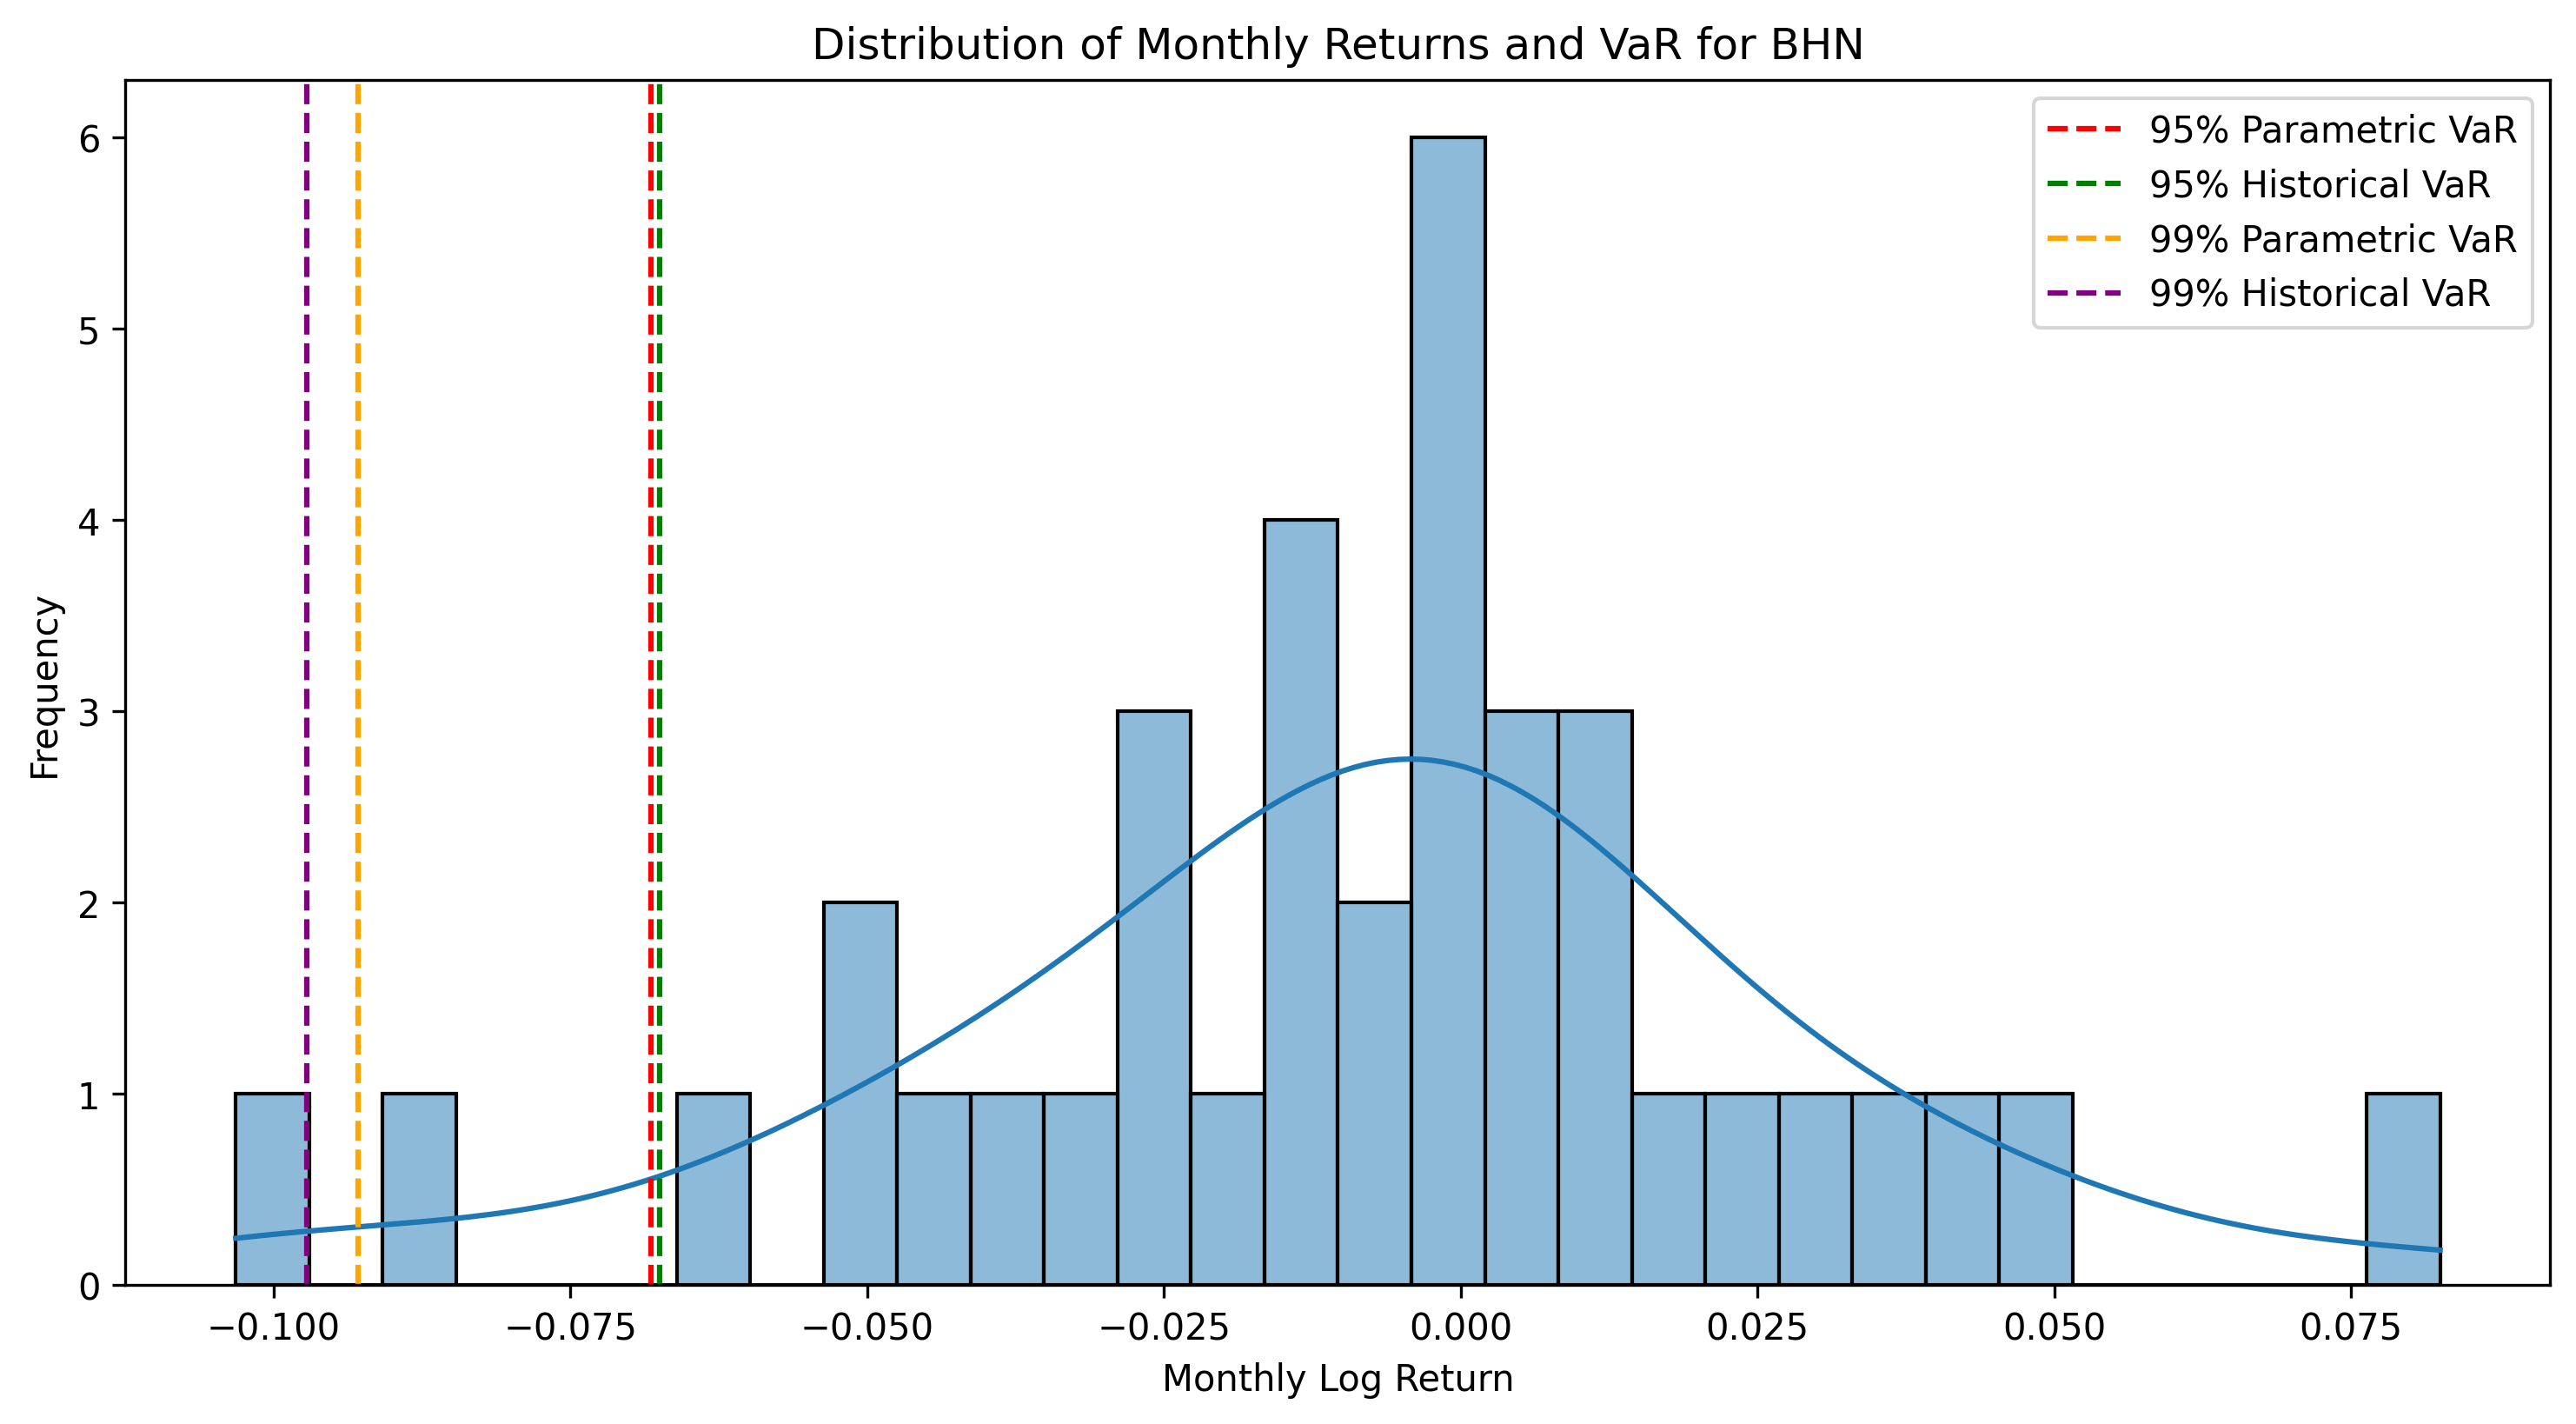 Distribution of Monthly Returns and VaR for BHN
95% Parametric VaR
95% Historical VaR
99% Parametric VaR
99% Historical VaR
6
5
4
3
2
1
0
Frequency
−0.100
−0.075
−0.050
−0.025
0.000
0.025
0.050
0.075
Monthly Log Return